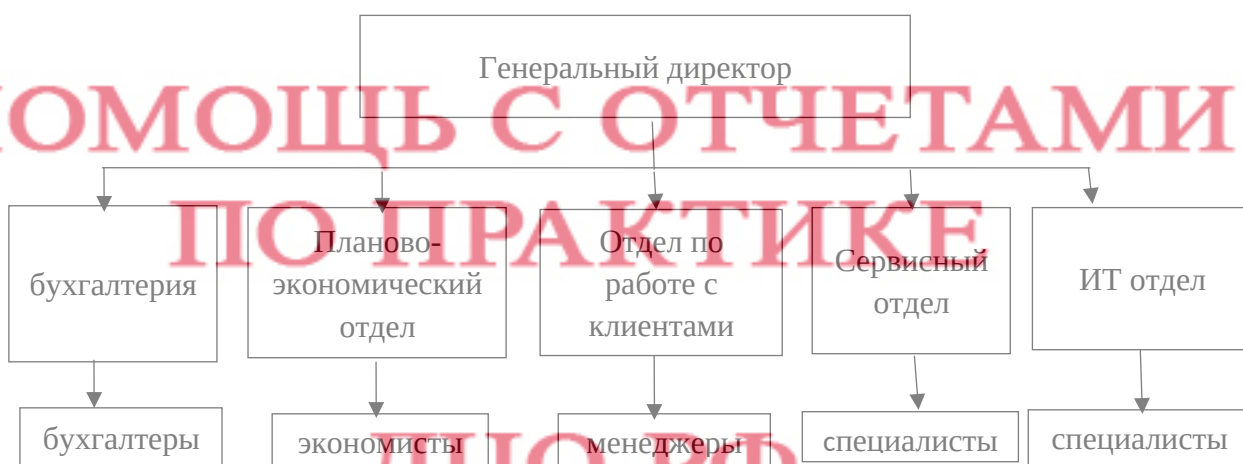 Генеральный директор
ПОМОЩЬ С ОТЧЕТАМИ
ПО ПРАКТИКЕ
бухгалтерия
Планово-
экономический
отдел
Отдел по
работе с
клиентами
Сервисный
отдел
ИТ отдел
бухгалтеры
экономисты
менеджеры
специалисты
специалисты
РФ